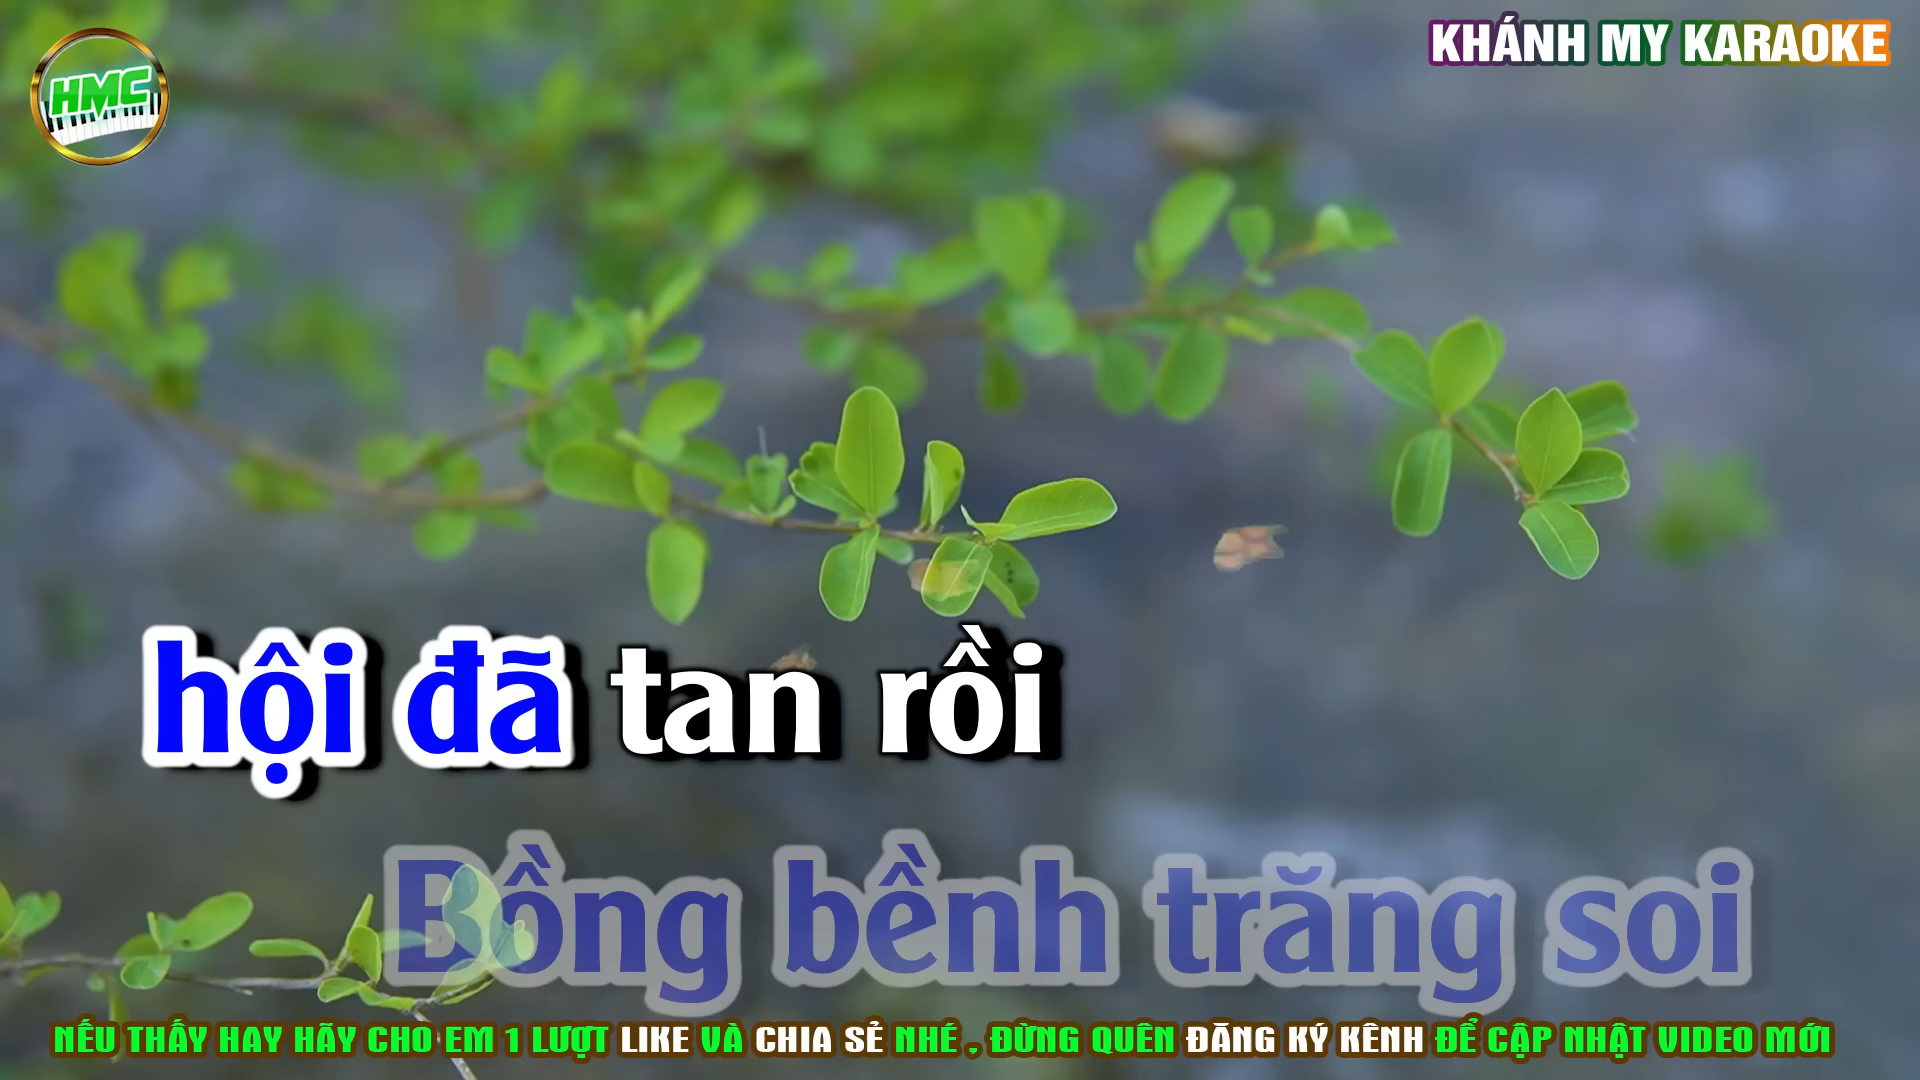 KHÁNH MY KARAOKE
HMC
hội đã tan rồi
Bồng bềnh trăng soi
NẾU THẤY HAY HÃY CHO EM 1 LƯỢT LIKE VÀ CHIA SẺ NHÉ , ĐỪNG QUÊN ĐĂNG KÝ KÊNH ĐỂ CẬP NHẬT VIDEO MỚI